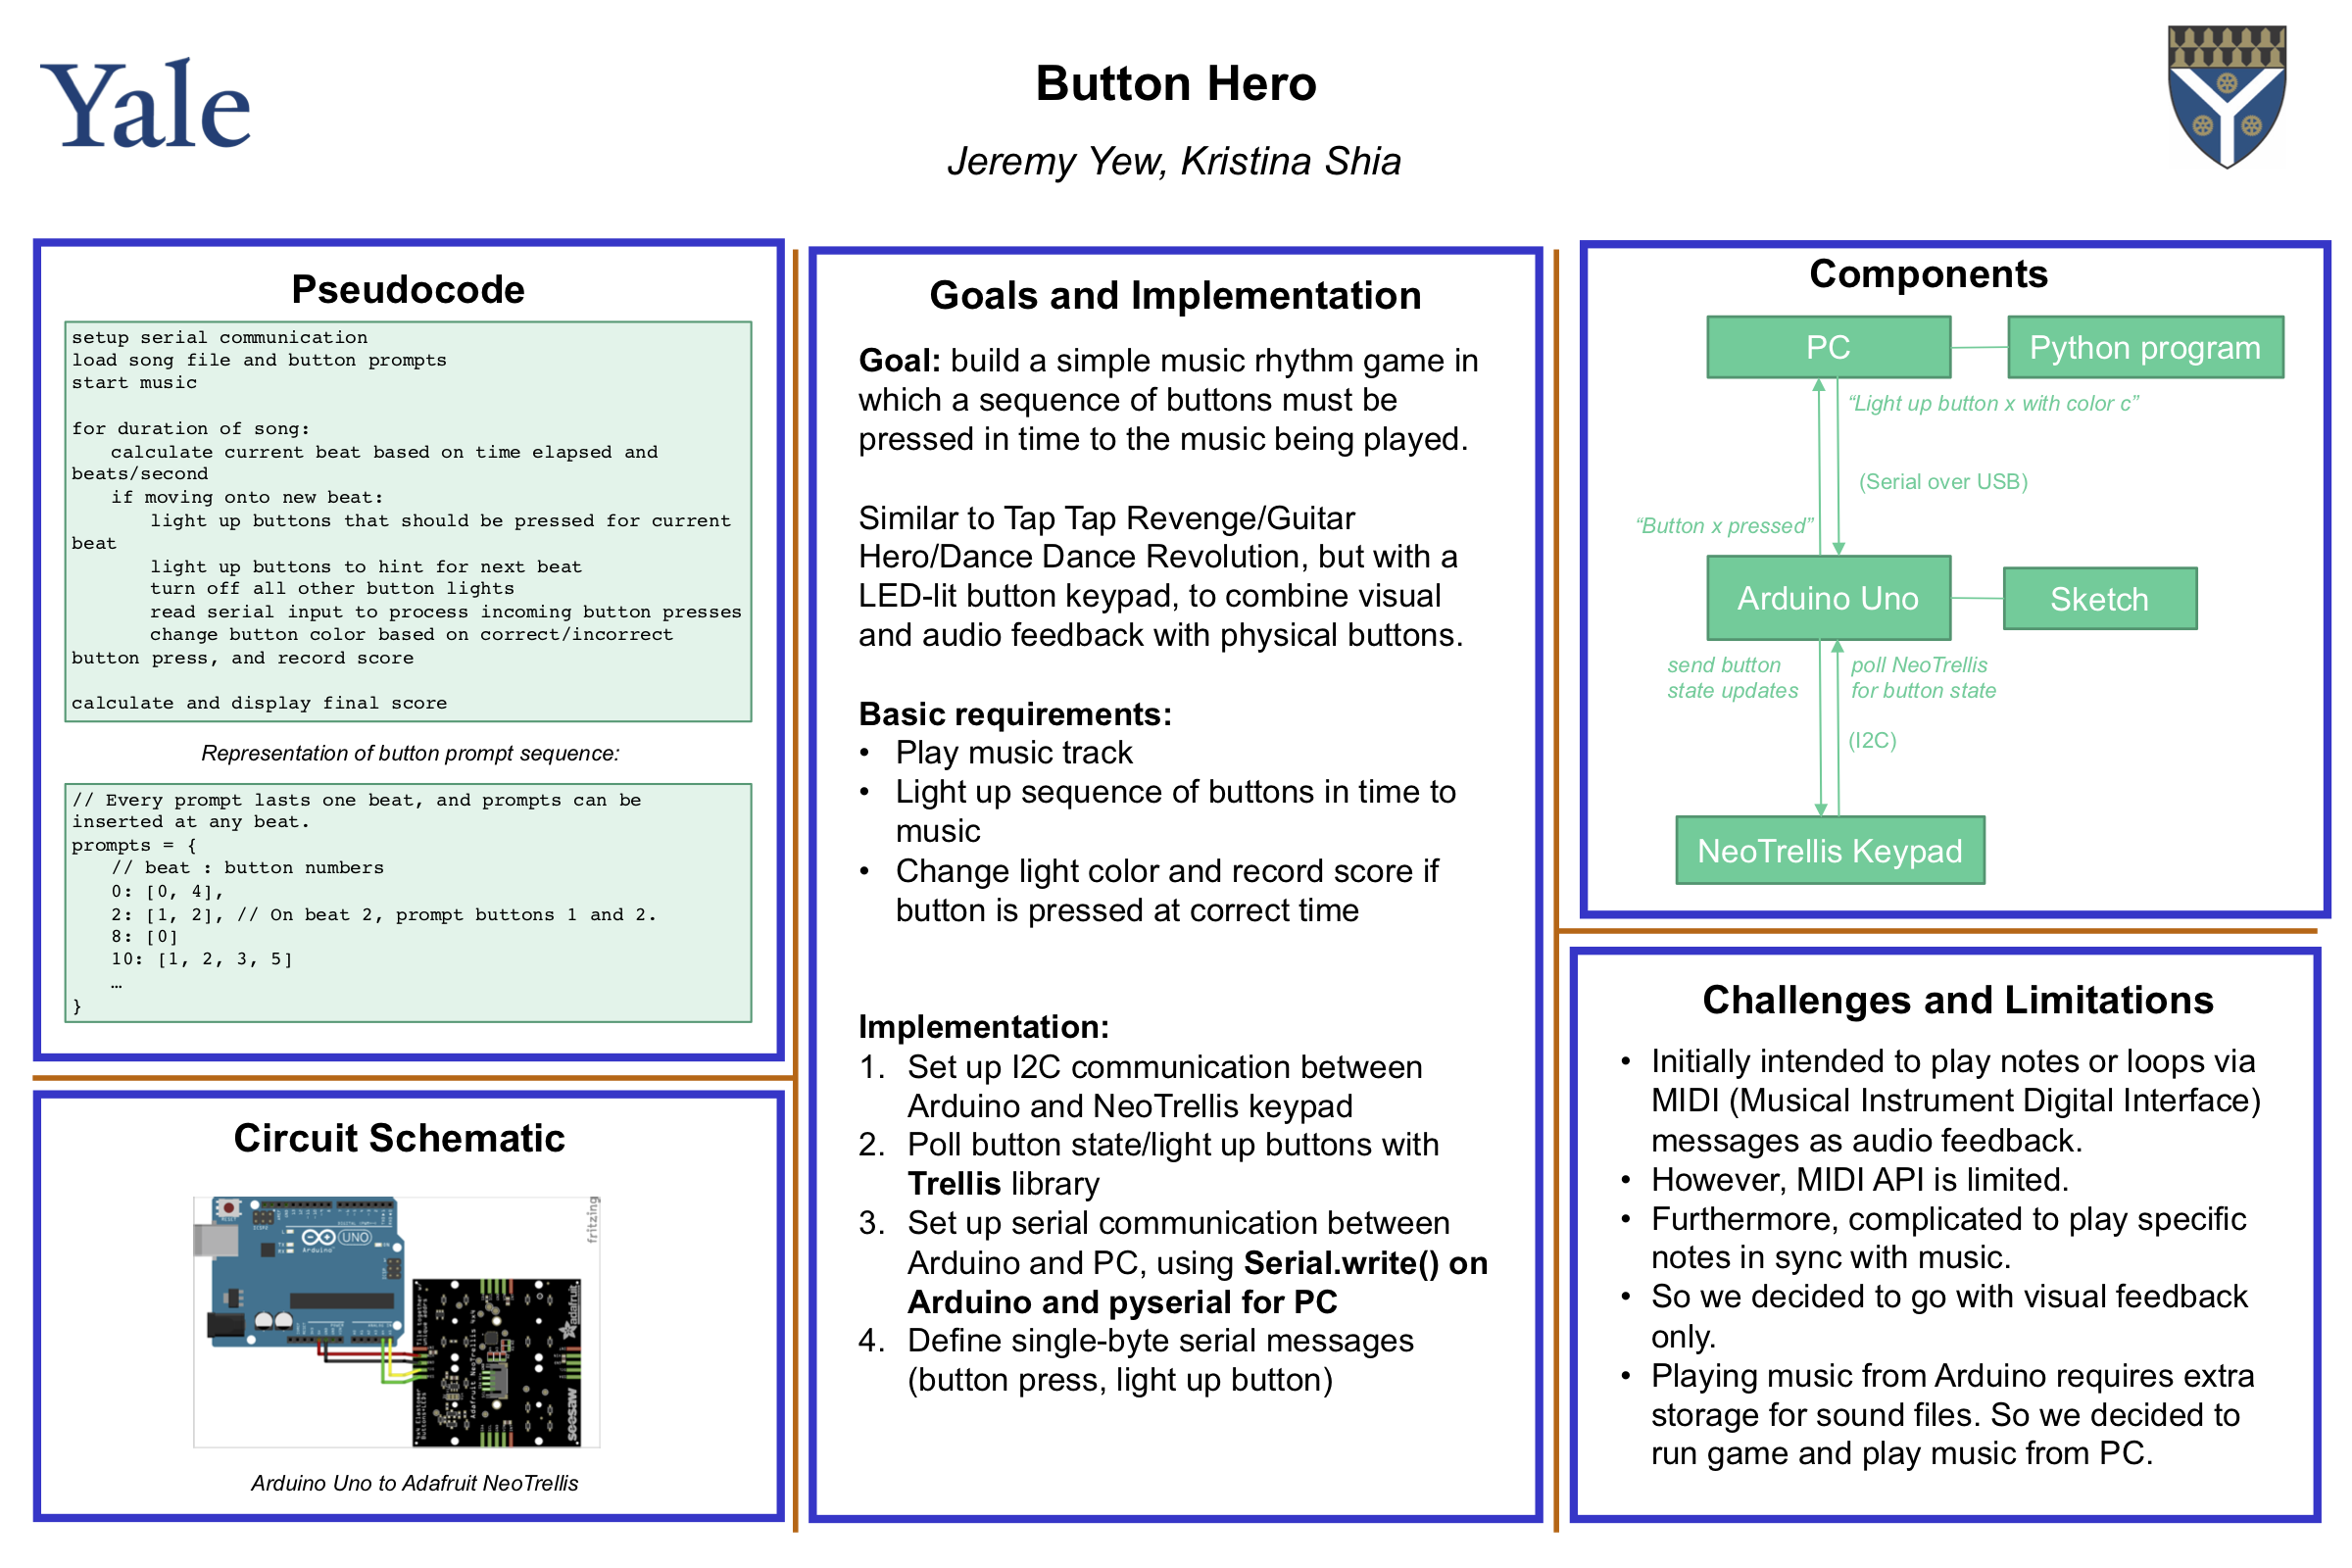 Yale
Button Hero
Jeremy Yew, Kristina Shia
Pseudocode
setup serial communication
load song file and button prompts
start music
for duration of song:
calculate current beat based on time elapsed and
beats/second
if moving onto new beat:
light up buttons that should be pressed for current
beat
light up buttons to hint for next beat
turn off all other button lights
read serial input to process incoming button presses
change button color based on correct/incorrect
button press, and record score
calculate and display final score
Representation of button prompt sequence:
// Every prompt lasts one beat, and prompts can be
inserted at any beat.
prompts = {
// beat : button numbers
0: [0, 4],
2: [1, 2], // On beat 2, prompt buttons 1 and 2.
8: [0]
10: [1, 2, 3, 5]
…
}
Circuit Schematic
fritzing
UNO
Arduino
Adafruit NeoTrellis 4x4
adafruit
seesaw
Arduino Uno to Adafruit NeoTrellis
Goals and Implementation
Goal: build a simple music rhythm game in
which a sequence of buttons must be
pressed in time to the music being played.
Similar to Tap Tap Revenge/Guitar
Hero/Dance Dance Revolution, but with a
LED-lit button keypad, to combine visual
and audio feedback with physical buttons.
Basic requirements:
• Play music track
• Light up sequence of buttons in time to
music
• Change light color and record score if
button is pressed at correct time
Implementation:
1. Set up I2C communication between
Arduino and NeoTrellis keypad
2. Poll button state/light up buttons with
Trellis library
3. Set up serial communication between
Arduino and PC, using Serial.write() on
Arduino and pyserial for PC
4. Define single-byte serial messages
(button press, light up button)
Components
PC
Python program
“Light up button x with color c”
(Serial over USB)
“Button x pressed”
Arduino Uno
Sketch
send button
state updates
poll NeoTrellis
for button state
(I2C)
NeoTrellis Keypad
Challenges and Limitations
• Initially intended to play notes or loops via
MIDI (Musical Instrument Digital Interface)
messages as audio feedback.
• However, MIDI API is limited.
• Furthermore, complicated to play specific
notes in sync with music.
• So we decided to go with visual feedback
only.
• Playing music from Arduino requires extra
storage for sound files. So we decided to
run game and play music from PC.